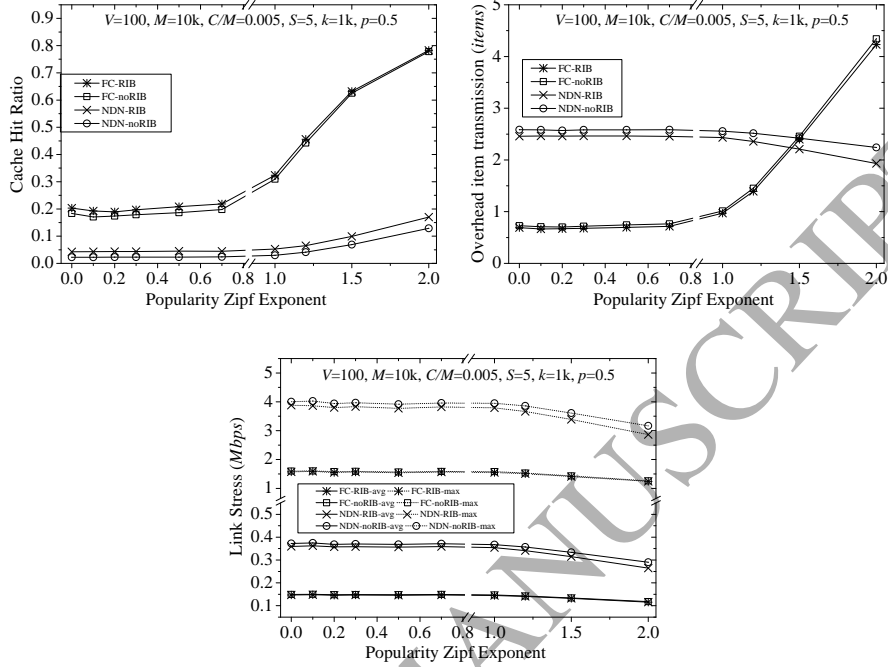 V=100, M=10k, C/M=0.005, S=5, k=1k, p=0.5
0.9
0.8
0.7
0.6
0.5
0.4
0.3
0.2
0.1
0.0
Cache Hit Ratio
FC-RIB
FC-noRIB
NDN-RIB
NDN-noRIB
0.0 0.2 0.4 0.6 0.8 1.0 1.5 2.0
Popularity Zipf Exponent
V=100, M=10k, C/M=0.005, S=5, k=1k, p=0.5
5
4
3
2
1
0
Overhead item transmission (items)
FC-RIB
FC-noRIB
NDN-RIB
NDN-noRIB
0.0 0.2 0.4 0.6 0.8 1.0 1.5 2.0
Popularity Zipf Exponent
V=100, M=10k, C/M=0.005, S=5, k=1k, p=0.5
5
4
3
2
1
0.4
0.3
0.2
0.1
Link Stress (Mbps)
FC-RIB-avg FC-RIB-max
FC-noRIB-avg FC-noRIB-max
NDN-RIB-avg NDN-RIB-max
NDN-noRIB-avg NDN-noRIB-max
0.0 0.2 0.4 0.6 0.8 1.0 1.5 2.0
Popularity Zipf Exponent
ANUSCRIPT